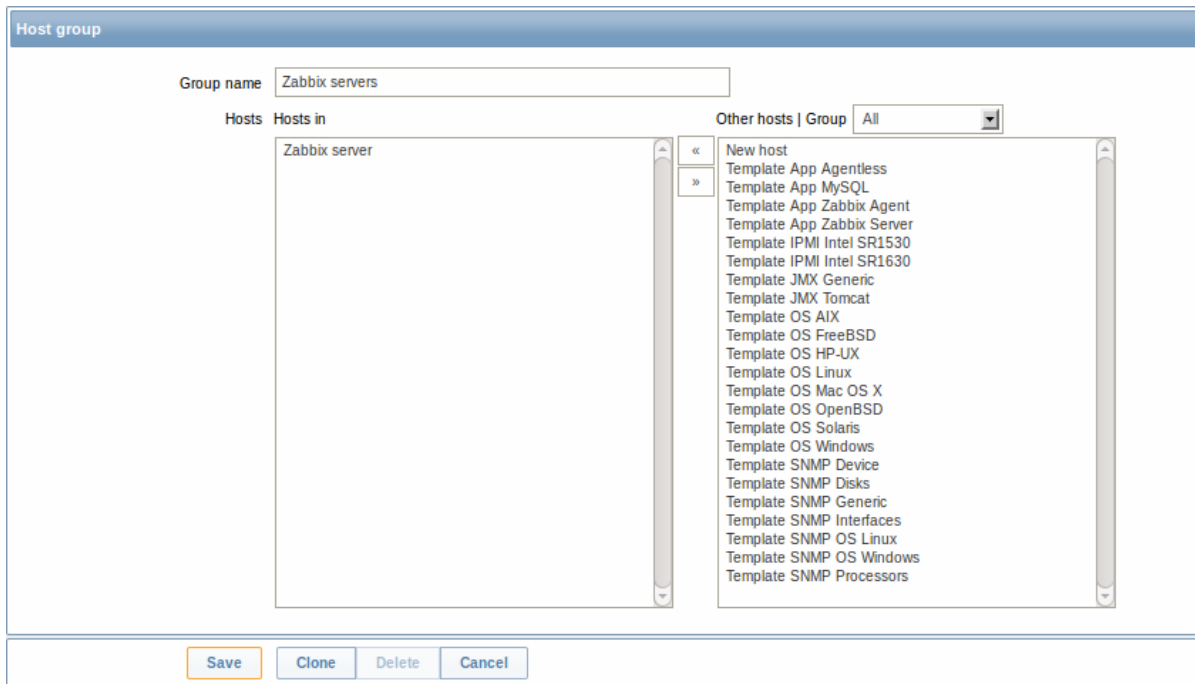 Host group
Group name Zabbix servers
Hosts Hosts in Other hosts | Group All
Zabbix server
«
»
New host
Template App Agentless
Template App MySQL
Template App Zabbix Agent
Template App Zabbix Server
Template IPMI Intel SR1530
Template IPMI Intel SR1630
Template JMX Generic
Template JMX Tomcat
Template OS AIX
Template OS FreeBSD
Template OS HP-UX
Template OS Linux
Template OS Mac OS X
Template OS OpenBSD
Template OS Solaris
Template OS Windows
Template SNMP Device
Template SNMP Disks
Template SNMP Generic
Template SNMP Interfaces
Template SNMP OS Linux
Template SNMP OS Windows
Template SNMP Processors
Save Clone Delete Cancel